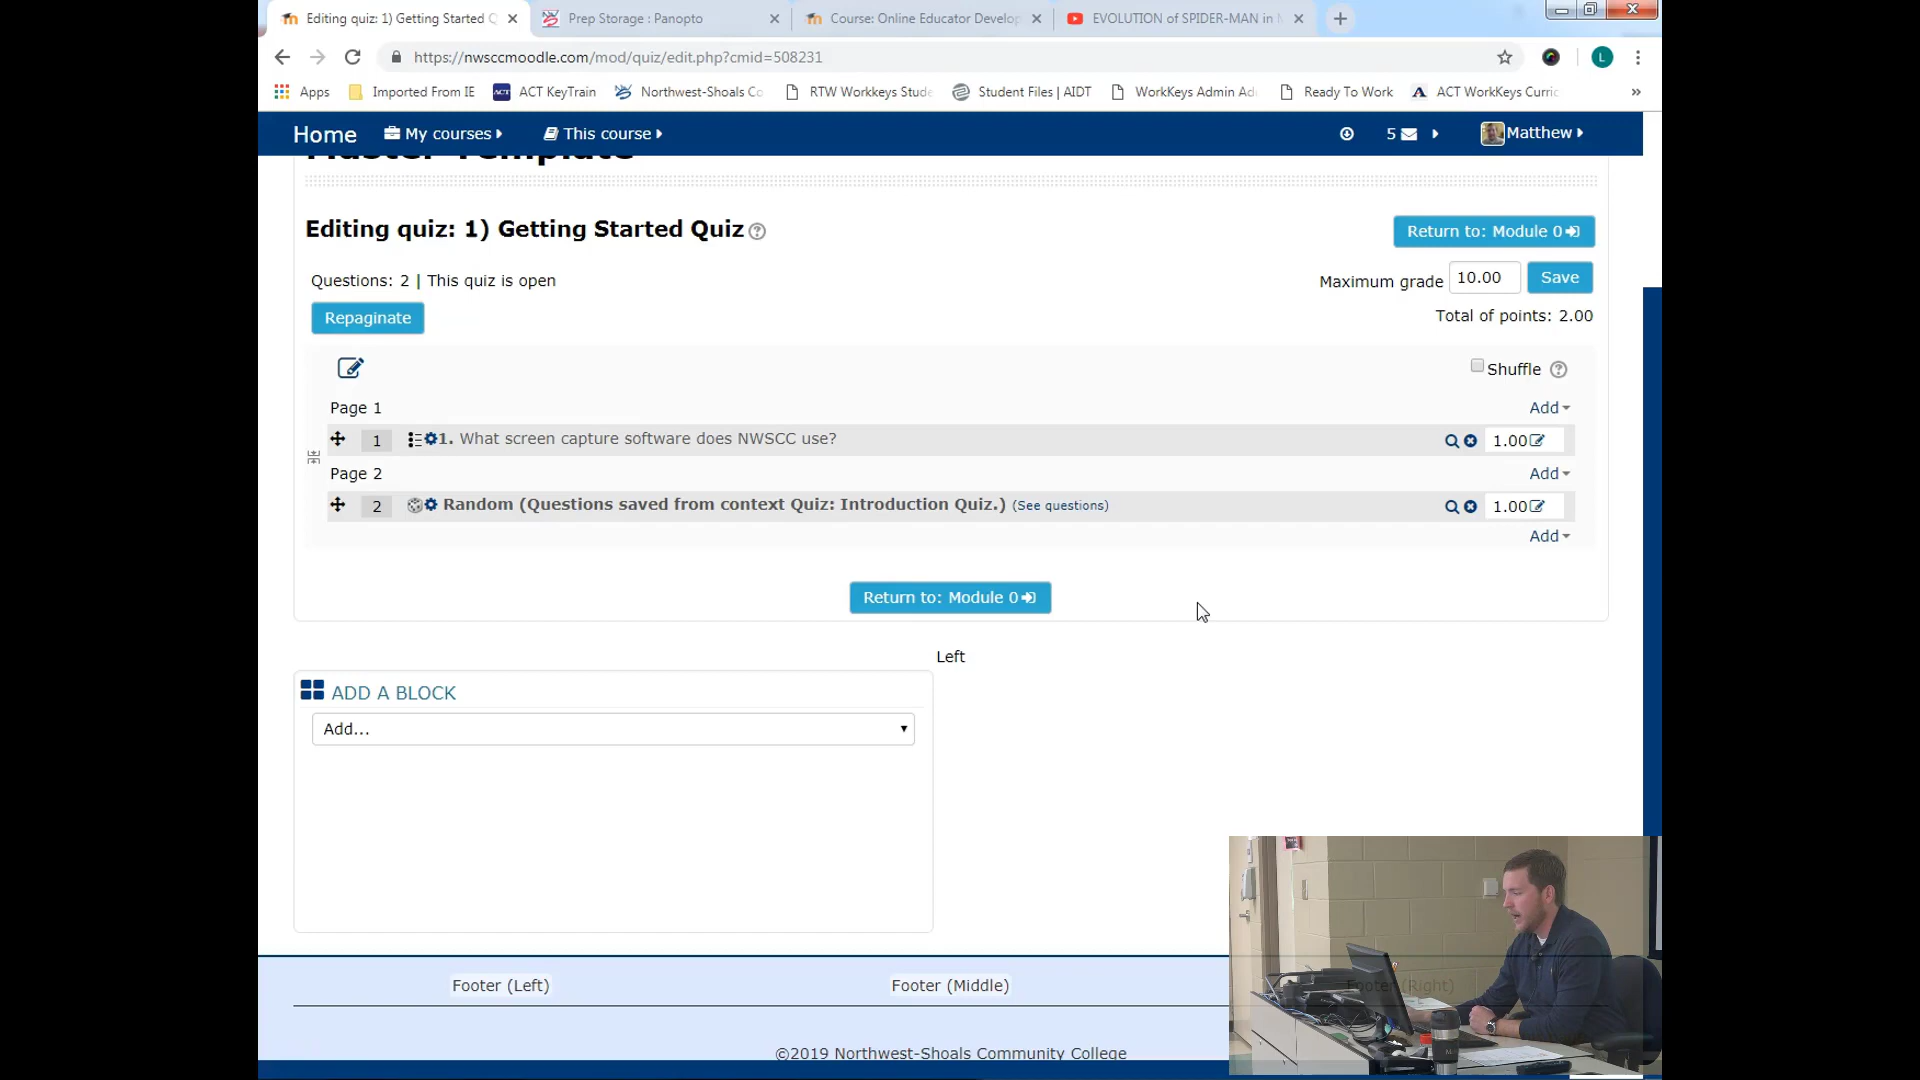 Editing quiz: 1) Getting Started Q
Prep Storage : Panopto
Course: Online Educator Develop
EVOLUTION of SPIDER-MAN in
https://nwsccmoodle.com/mod/quiz/edit.php?cmid=508231
L
Apps
Imported From IE
ACT KeyTrain
Northwest-Shoals Co
RTW Workkeys Stude
Student Files | AIDT
WorkKeys Admin Ad
Ready To Work
ACT WorkKeys Curric
»
Home
My courses
This course
5
Matthew
Master Template
Editing quiz: 1) Getting Started Quiz
Return to: Module 0
Questions: 2 | This quiz is open
Maximum grade 10.00 Save
Repaginate
Total of points: 2.00
Shuffle
Page 1
Add
1 1. What screen capture software does NWSCC use? 1.00
Page 2
Add
2 Random (Questions saved from context Quiz: Introduction Quiz.) (See questions) 1.00
Add
Return to: Module 0
Left
ADD A BLOCK
Add...
Footer (Left)
Footer (Middle)
Footer (Right)
©2019 Northwest-Shoals Community College